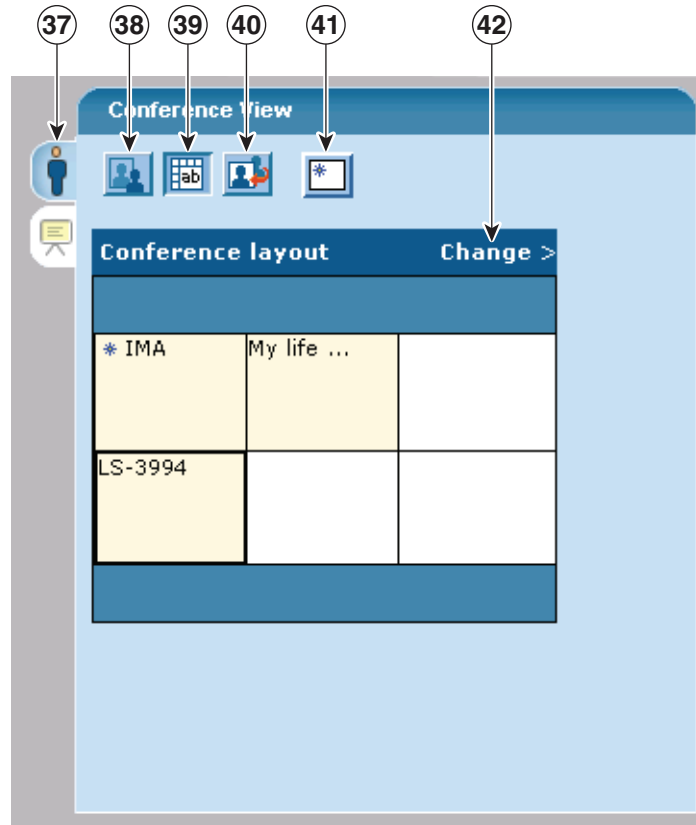 37 38 39 40 41 42
Conference View
ab
Conference layout Change >
* IMA My life ...
LS-3994